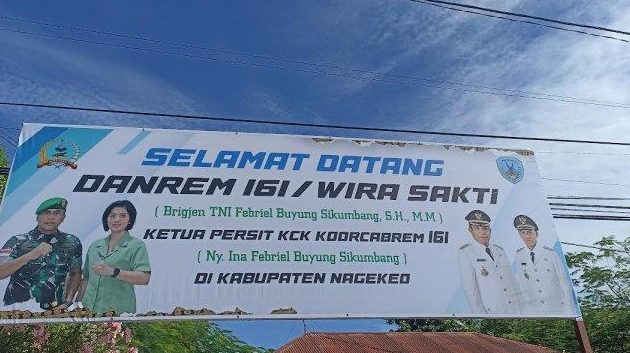 SELAMAT DATANG
DANREM 161 / WIRA SAKTI
( Brigjen TNI Febriel Buyung Sikumbang, S.H., M.M )
KETUA PERSIT KCK KOORCABREM 161
( Ny. Ina Febriel Buyung Sikumbang )
DI KABUPATEN NAGEKEO